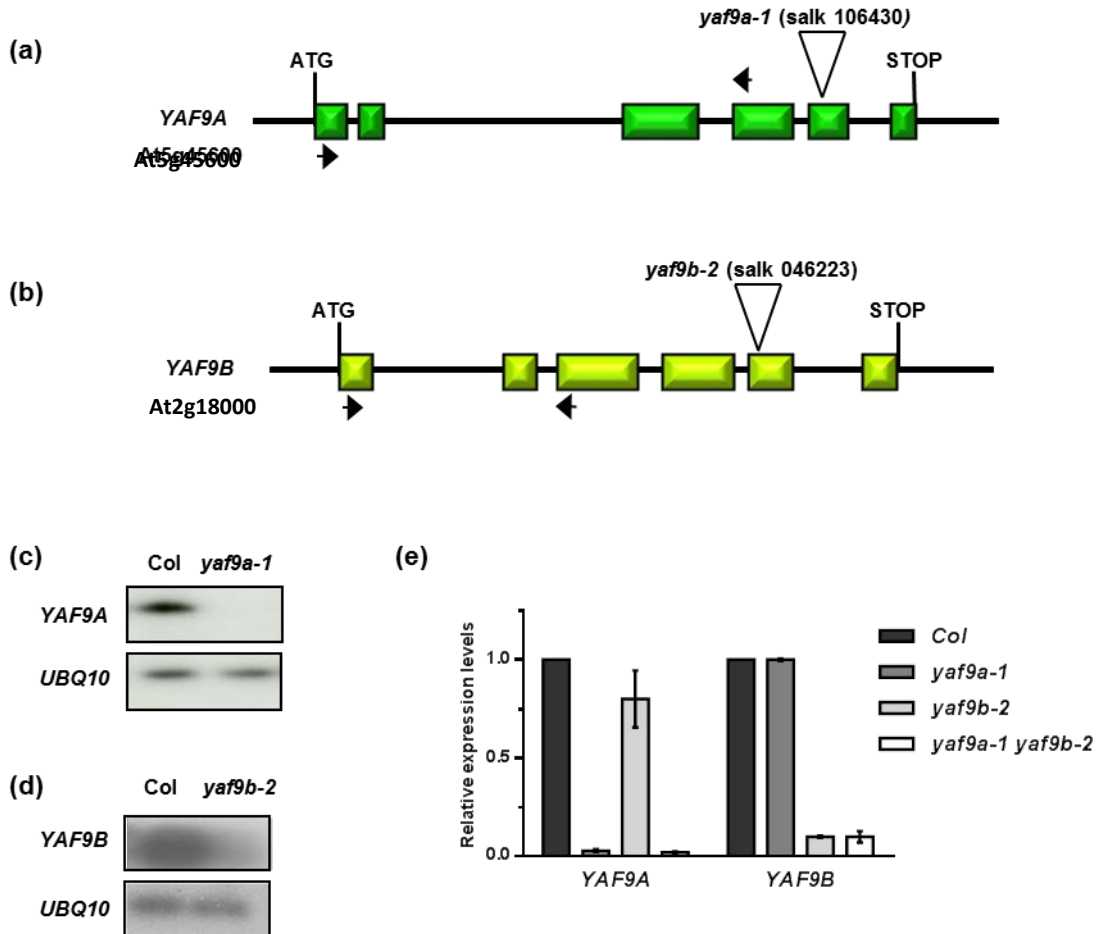 (a)
yaf9a-1 (salk 106430)
ATG
STOP
YAF9A
At5g45600
At5g45600
(b)
yaf9b-2 (salk 046223)
ATG
STOP
YAF9B
At2g18000
(c)
Col yaf9a-1
YAF9A
UBQ10
(d)
Col yaf9b-2
YAF9B
UBQ10
(e)
Relative expression levels
1.0
0.5
0.0
YAF9A
YAF9B
Col
yaf9a-1
yaf9b-2
yaf9a-1 yaf9b-2